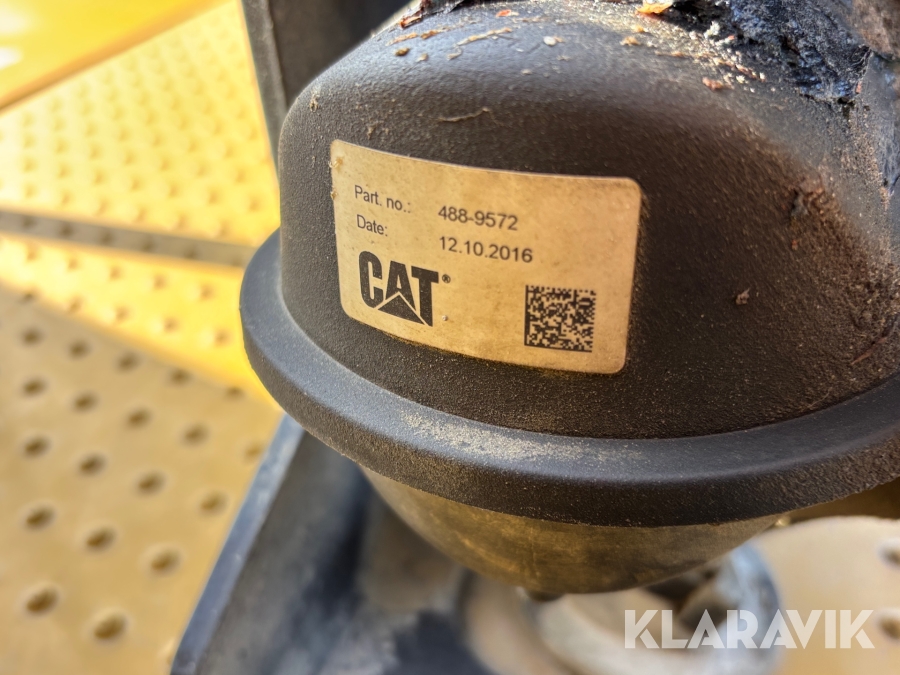 Part. no.: 488-9572
Date: 12.10.2016
CAT®
KLARAVIK